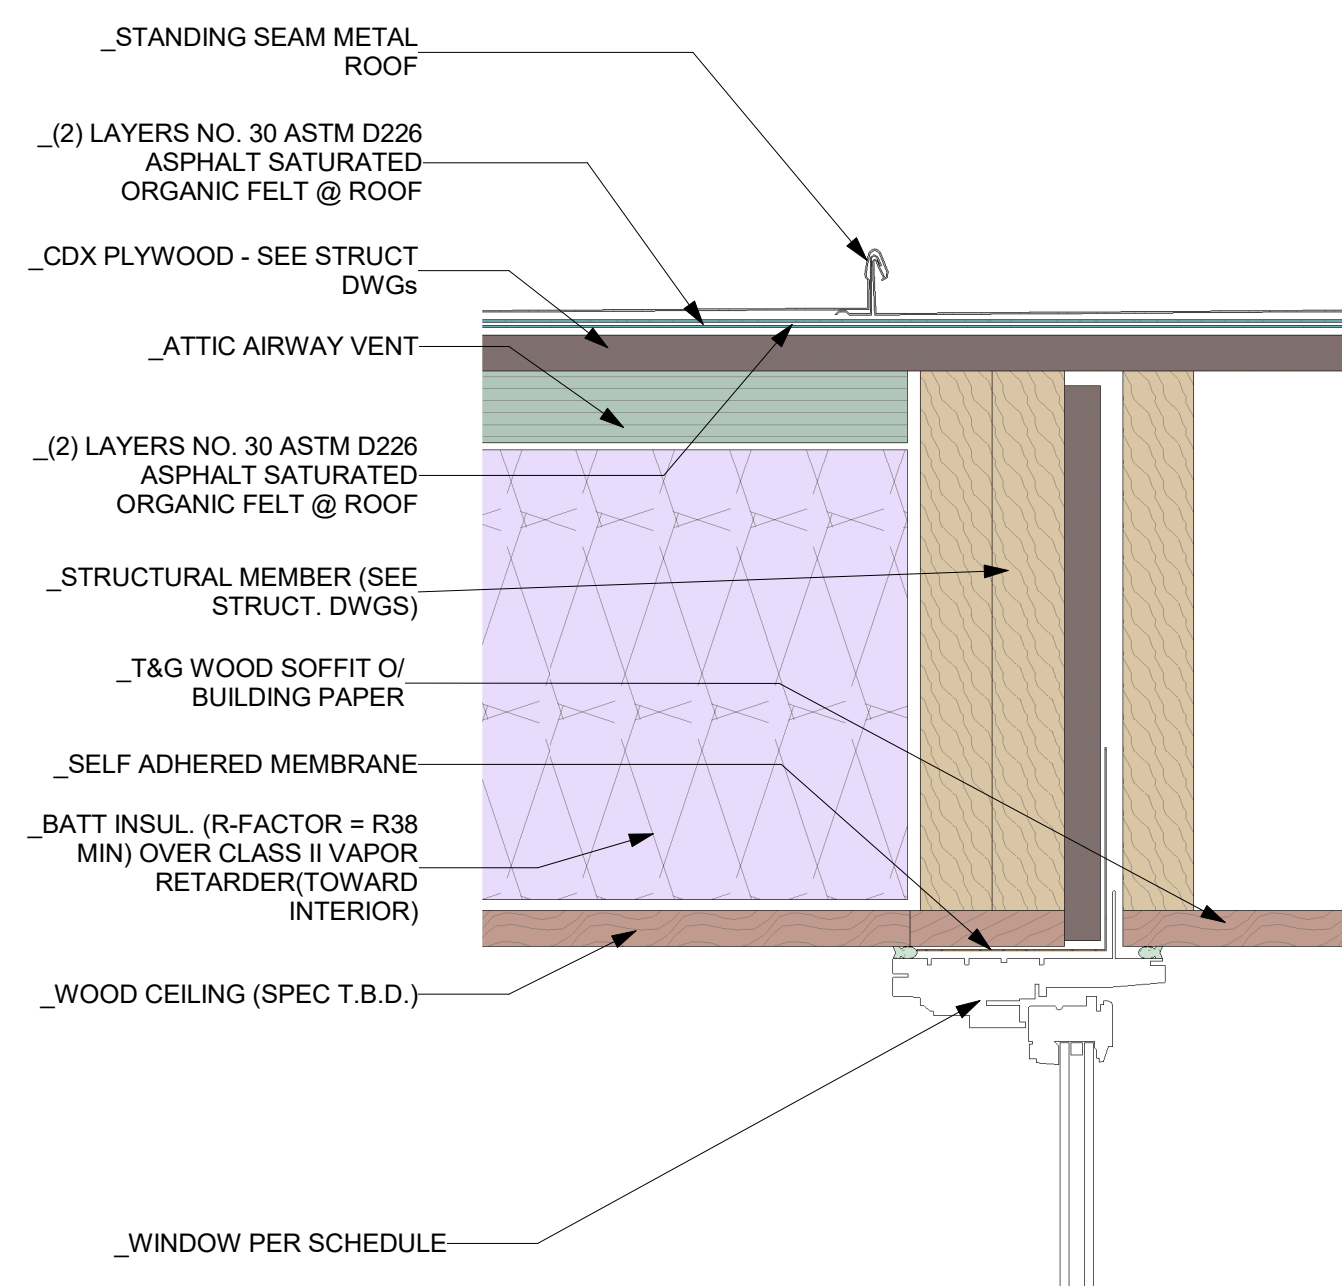 _STANDING SEAM METAL
ROOF
_(2) LAYERS NO. 30 ASTM D226
ASPHALT SATURATED
ORGANIC FELT @ ROOF
_CDX PLYWOOD - SEE STRUCT
DWGs
_ATTIC AIRWAY VENT
_(2) LAYERS NO. 30 ASTM D226
ASPHALT SATURATED
ORGANIC FELT @ ROOF
_STRUCTURAL MEMBER (SEE
STRUCT. DWGS)
_T&G WOOD SOFFIT O/
BUILDING PAPER
_SELF ADHERED MEMBRANE
_BATT INSUL. (R-FACTOR = R38
MIN) OVER CLASS II VAPOR
RETARDER(TOWARD
INTERIOR)
_WOOD CEILING (SPEC T.B.D.)
_WINDOW PER SCHEDULE